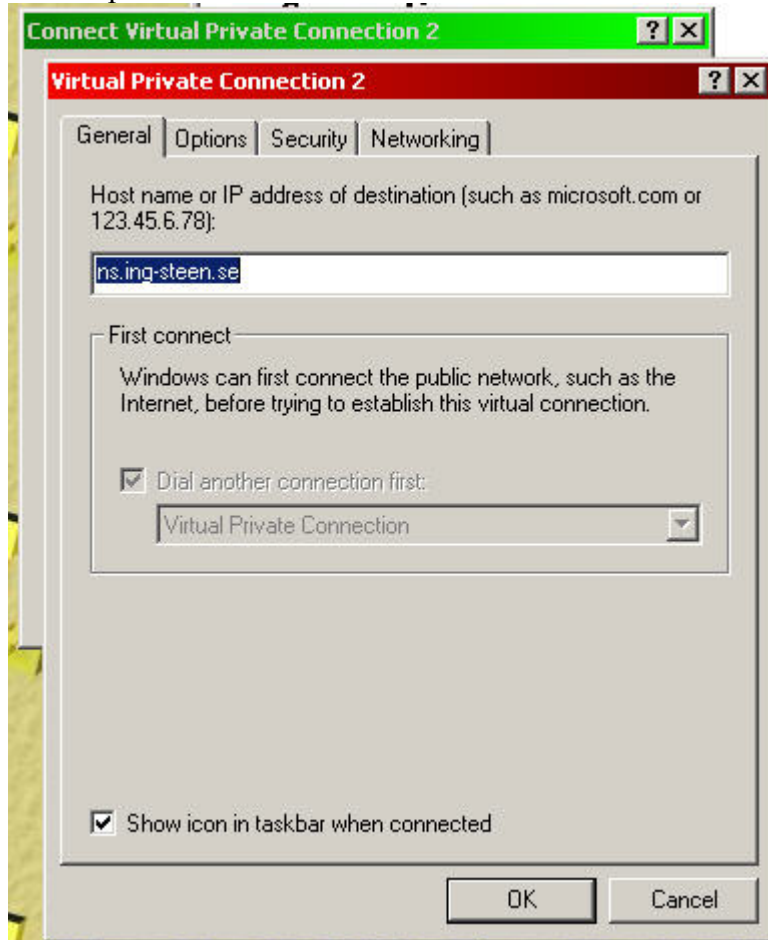 Connect Virtual Private Connection 2
Virtual Private Connection 2
General Options Security Networking
Host name or IP address of destination (such as microsoft.com or
123.45.6.78):
ns.ing-steen.se
First connect
Windows can first connect the public network, such as the
Internet, before trying to establish this virtual connection.
Dial another connection first:
Virtual Private Connection
Show icon in taskbar when connected
OK Cancel